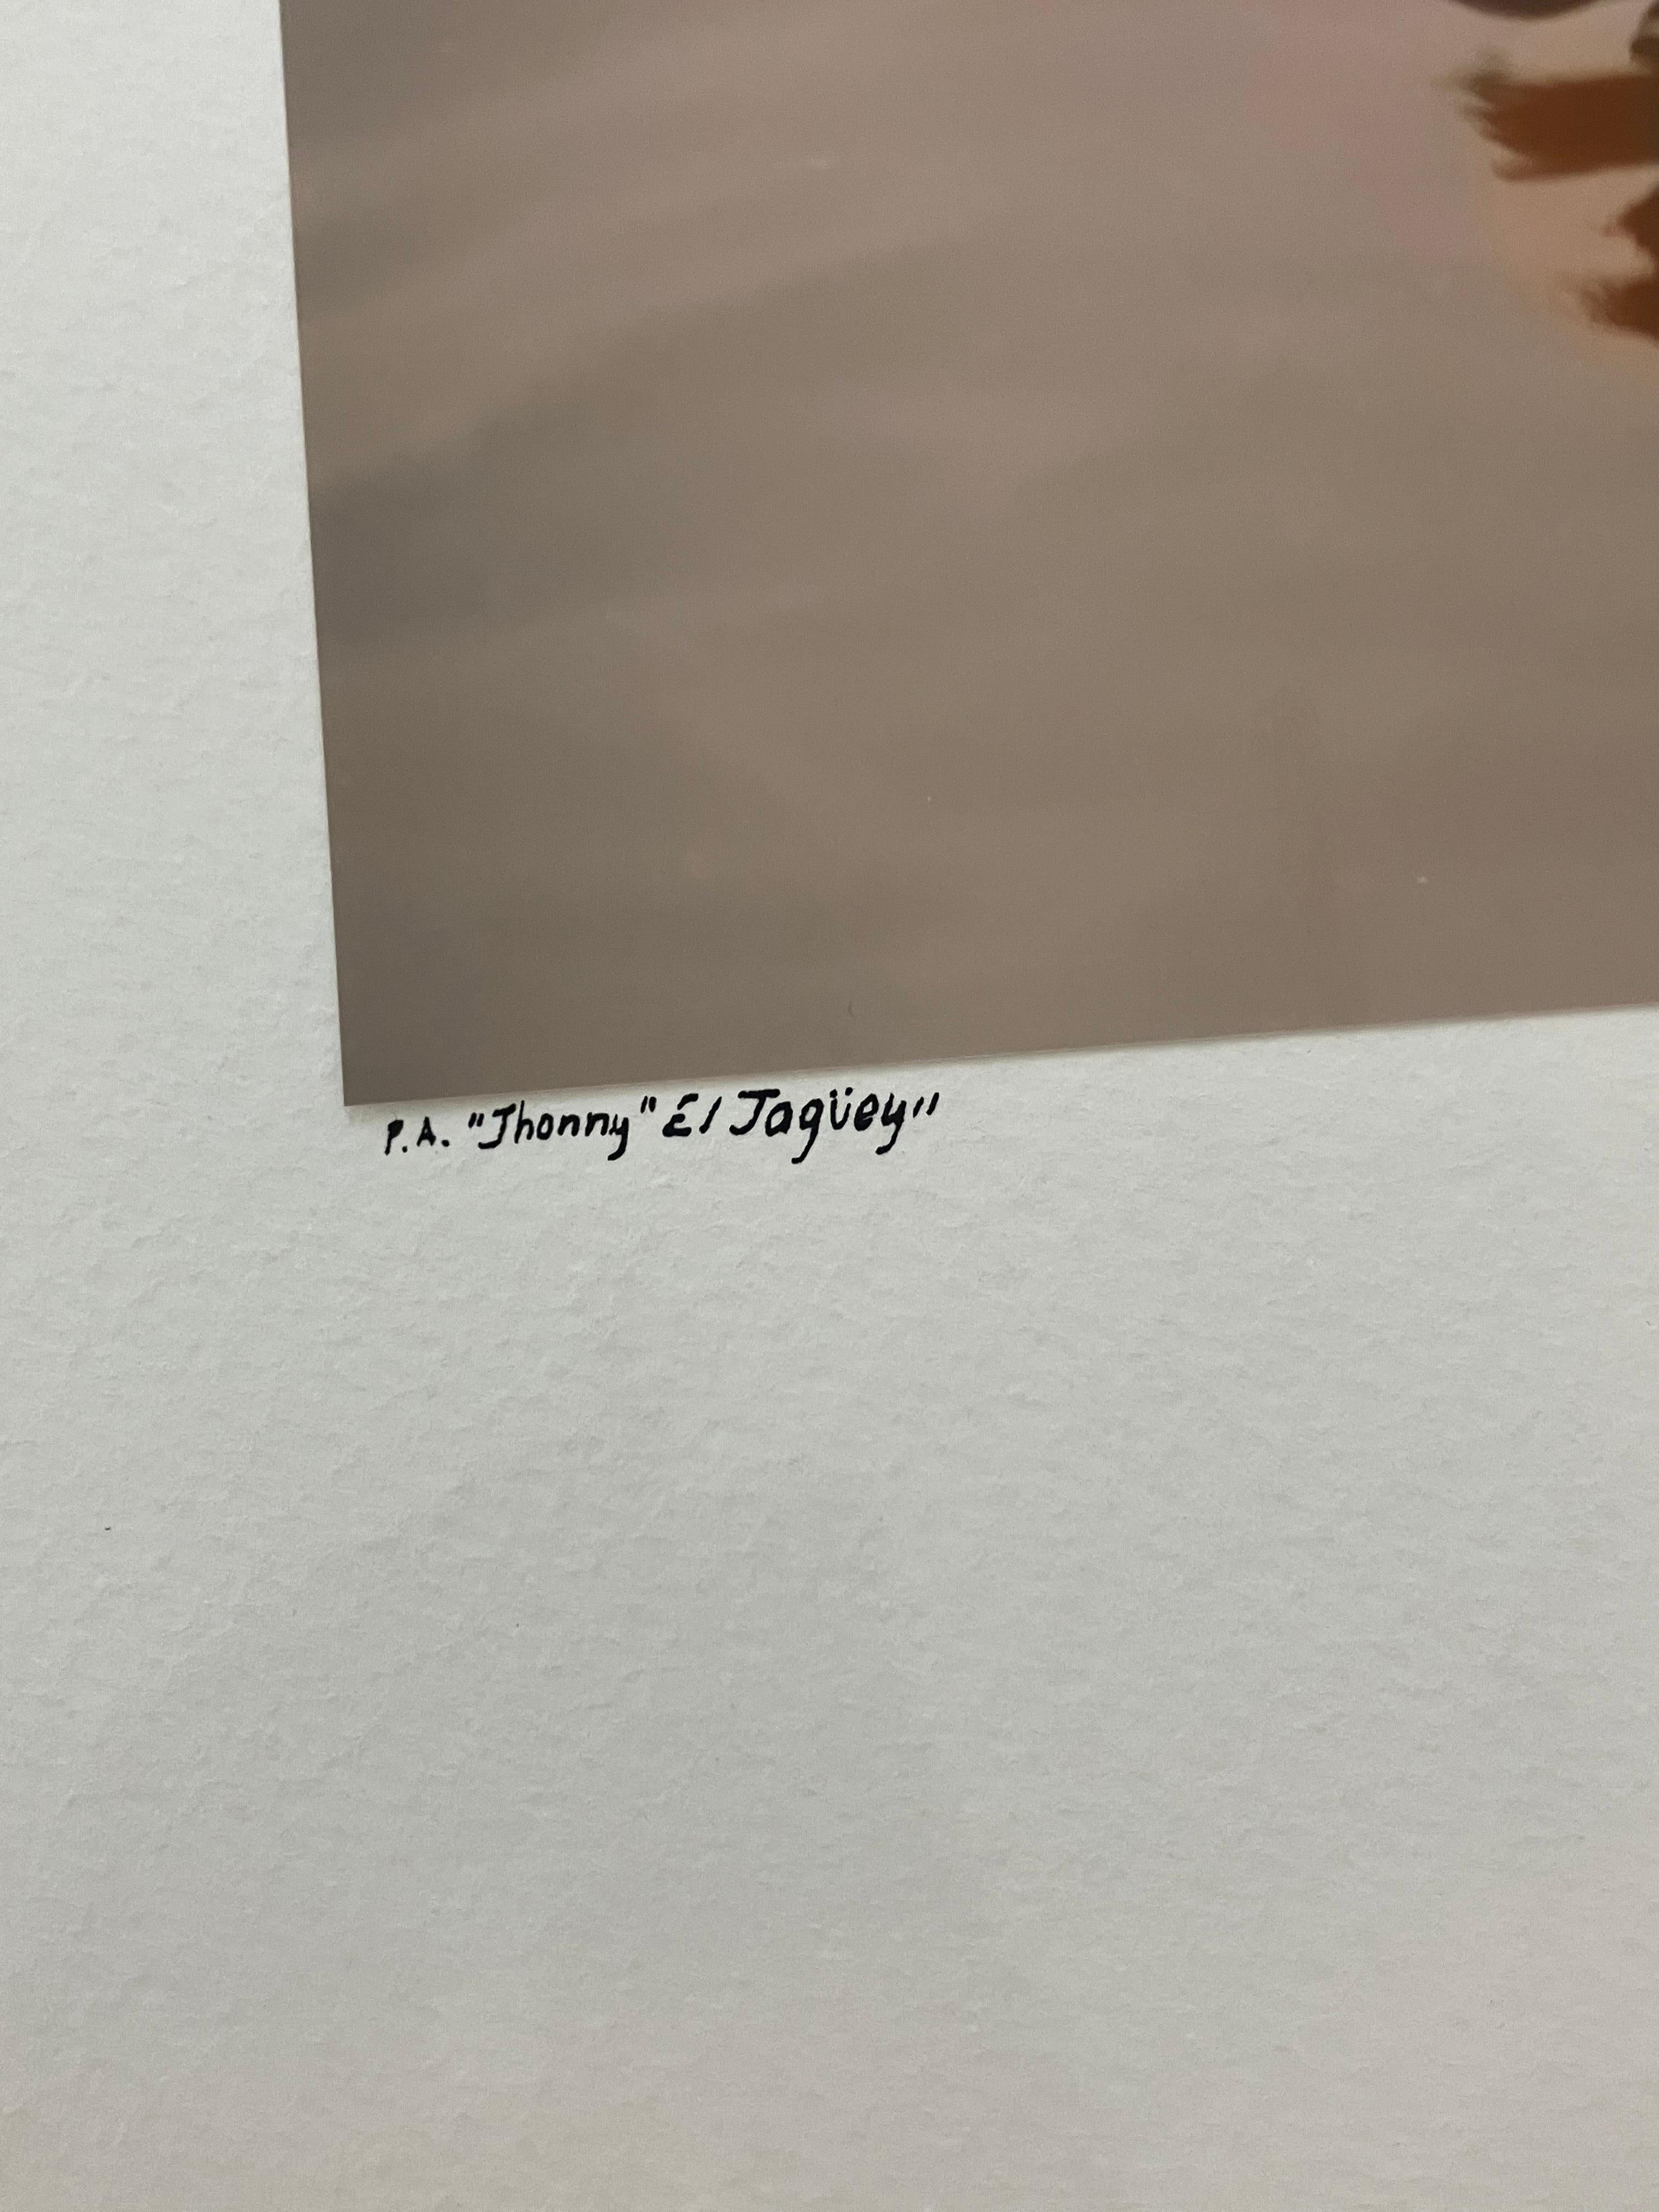 P.A. "Jhonny" El Jagüey"